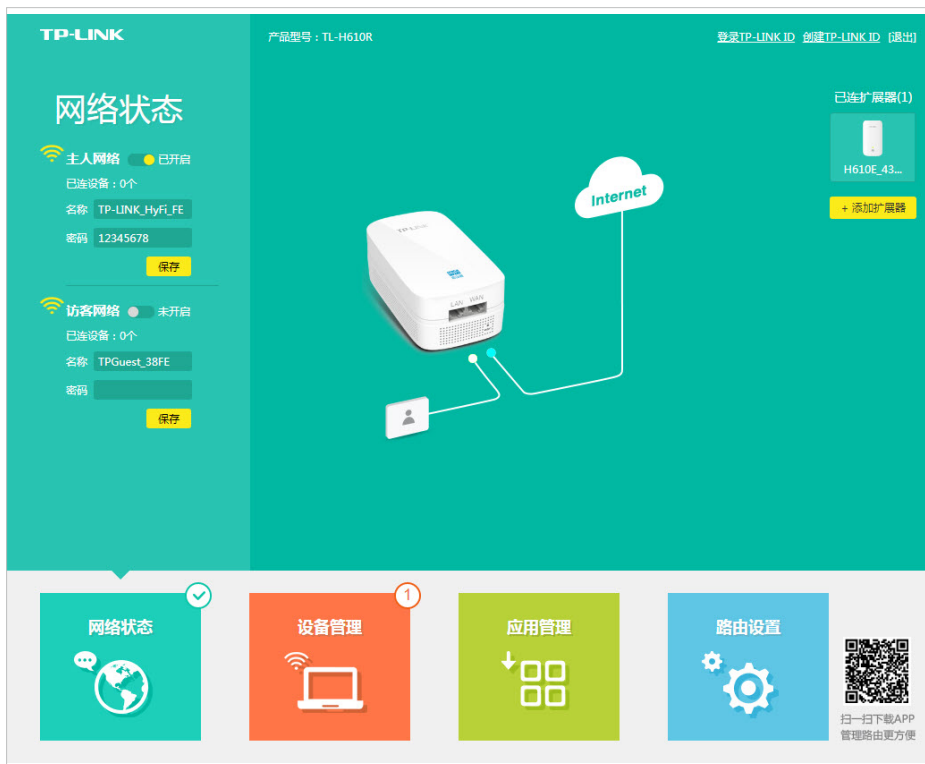 TP-LINK
产品型号：TL-H610R
登录TP-LINK ID 创建TP-LINK ID [退出]
网络状态
主人网络 已开启
已连设备：0个
名称 TP-LINK_HyFi_FE
密码 12345678
保存
访客网络 未开启
已连设备：0个
名称 TPGuest_38FE
密码
保存
Internet
TP-LINK
LAN WAN
已连扩展器(1)
H610E_43...
+ 添加扩展器
网络状态
设备管理
1
应用管理
路由设置
扫一扫下载APP
管理路由更方便